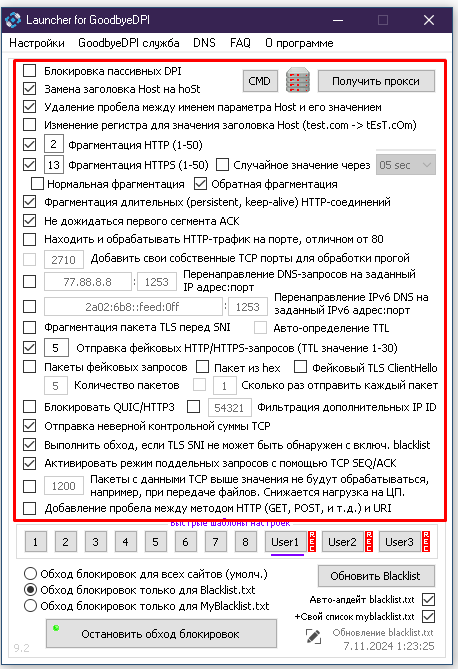 Launcher for GoodbyeDPI
Настройки GoodbyeDPI служба DNS FAQ О программе
Блокировка пассивных DPI
CMD
Получить прокси
Замена заголовка Host на hoSt
Удаление пробела между именем параметра Host и его значением
Изменение регистра для значения заголовка Host (test.com -> tEsT.cOm)
2 Фрагментация HTTP (1-50)
13 Фрагментация HTTPS (1-50) Случайное значение через 05 sec
Нормальная фрагментация Обратная фрагментация
Фрагментация длительных (persistent, keep-alive) HTTP-соединений
Не дожидаться первого сегмента ACK
Находить и обрабатывать HTTP-трафик на порте, отличном от 80
2710 Добавить свои собственные TCP порты для обработки прогой
77.88.8.8 : 1253 Перенаправление DNS-запросов на заданный
IP адрес:порт
2a02:6b8::feed:0ff : 1253 Перенаправление IPv6 DNS на
заданный IPv6 адрес:порт
Фрагментация пакета TLS перед SNI Авто-определение TTL
5 Отправка фейковых HTTP/HTTPS-запросов (TTL значение 1-30)
Пакеты фейковых запросов Пакет из hex Фейковый TLS ClientHello
5 Количество пакетов 1 Сколько раз отправить каждый пакет
Блокировать QUIC/HTTP3 54321 Фильтрация дополнительных IP ID
Отправка неверной контрольной суммы TCP
Выполнить обход, если TLS SNI не может быть обнаружен с включ. blacklist
Активировать режим поддельных запросов с помощью TCP SEQ/ACK
1200 Пакеты с данными TCP выше значения не будут обрабатываться,
например, при передаче файлов. Снижается нагрузка на ЦП.
Добавление пробела между методом HTTP (GET, POST, и т.д.) и URI
Быстрые шаблоны настроек
1 2 3 4 5 6 7 8 User1 REC User2 REC User3 REC
Обход блокировок для всех сайтов (умолч.)
Обход блокировок только для Blacklist.txt
Обход блокировок только для MyBlacklist.txt
Обновить Blacklist
Авто-апдейт blacklist.txt
+Свой список myblacklist.txt
Остановить обход блокировок
Обновление blacklist.txt
7.11.2024 1:23:25
9.2